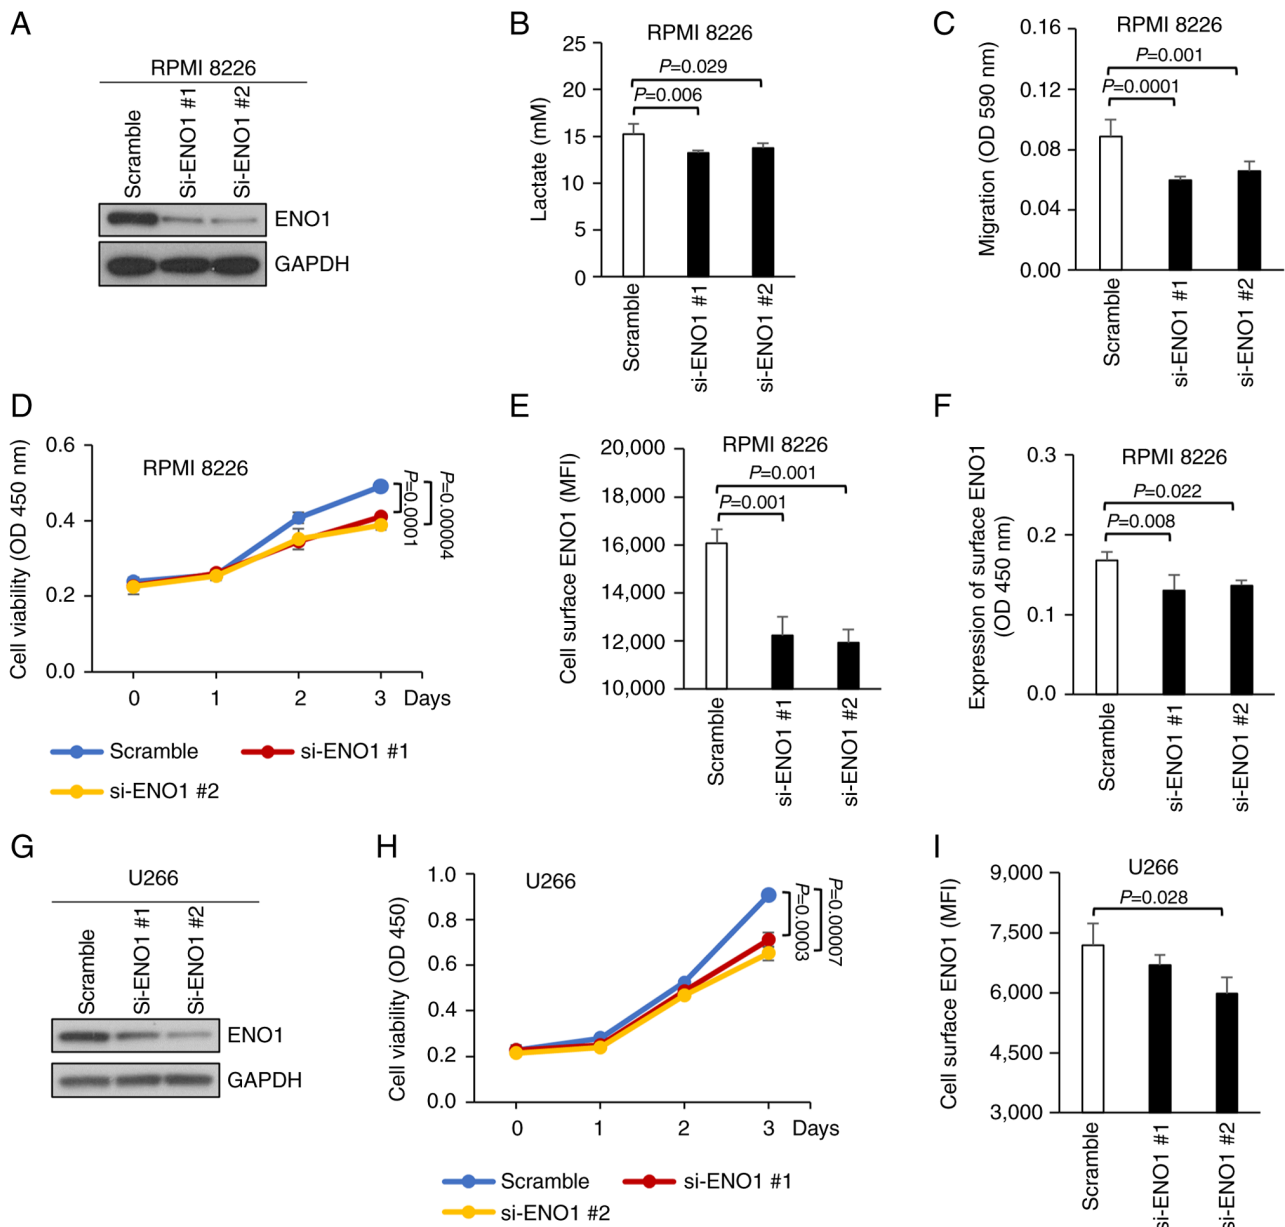 A
RPMI 8226
Scramble
Si-ENO1 #1
Si-ENO1 #2
ENO1
GAPDH
B
RPMI 8226
P=0.029
P=0.006
Lactate (mM)
25
20
15
10
5
0
Scramble
si-ENO1 #1
si-ENO1 #2
C
RPMI 8226
P=0.001
P=0.0001
Migration (OD 590 nm)
0.16
0.12
0.08
0.04
0.00
Scramble
si-ENO1 #1
si-ENO1 #2
D
RPMI 8226
Cell viability (OD 450 nm)
0.6
0.4
0.2
0.0
P=0.0001
P=0.00004
0 1 2 3 Days
Scramble
si-ENO1 #1
si-ENO1 #2
E
RPMI 8226
P=0.001
P=0.001
Cell surface ENO1 (MFI)
20,000
18,000
16,000
14,000
12,000
10,000
Scramble
si-ENO1 #1
si-ENO1 #2
F
RPMI 8226
P=0.022
P=0.008
Expression of surface ENO1
(OD 450 nm)
0.3
0.2
0.1
0.0
Scramble
si-ENO1 #1
si-ENO1 #2
G
U266
Scramble
Si-ENO1 #1
Si-ENO1 #2
ENO1
GAPDH
H
U266
Cell viability (OD 450)
1.0
0.8
0.6
0.4
0.2
0.0
P=0.0003
P=0.00007
0 1 2 3 Days
Scramble
si-ENO1 #1
si-ENO1 #2
I
U266
P=0.028
Cell surface ENO1 (MFI)
9,000
7,500
6,000
4,500
3,000
Scramble
si-ENO1 #1
si-ENO1 #2